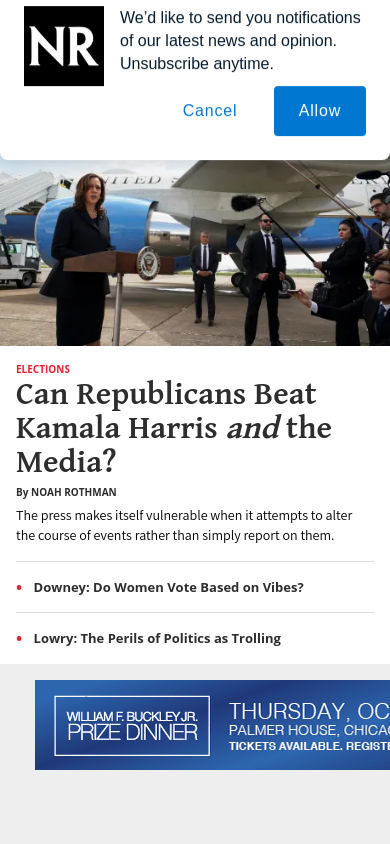 NR
We’d like to send you notifications
of our latest news and opinion.
Unsubscribe anytime.
Cancel
Allow
ELECTIONS
Can Republicans Beat
Kamala Harris and the
Media?
By NOAH ROTHMAN
The press makes itself vulnerable when it attempts to alter
the course of events rather than simply report on them.
Downey: Do Women Vote Based on Vibes?
Lowry: The Perils of Politics as Trolling
WILLIAM F. BUCKLEY JR.
PRIZE DINNER
THURSDAY, OC
PALMER HOUSE, CHICA
TICKETS AVAILABLE. REGISTE